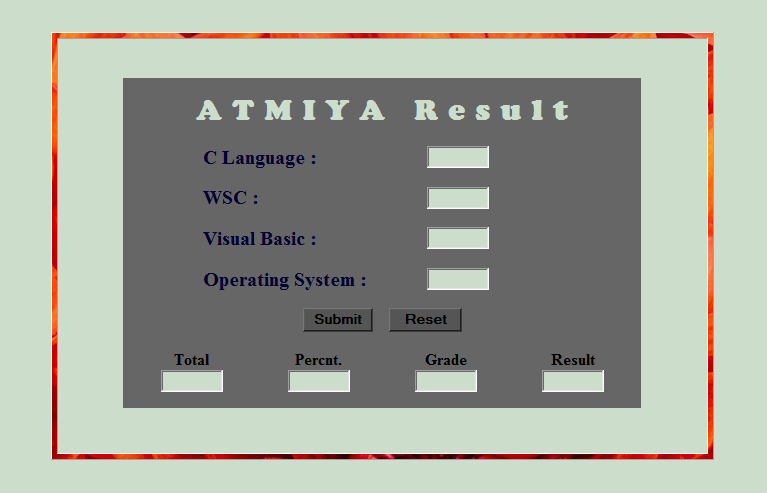 ATMIYA Result
C Language :
WSC :
Visual Basic :
Operating System :
Submit Reset
Total Percnt. Grade Result